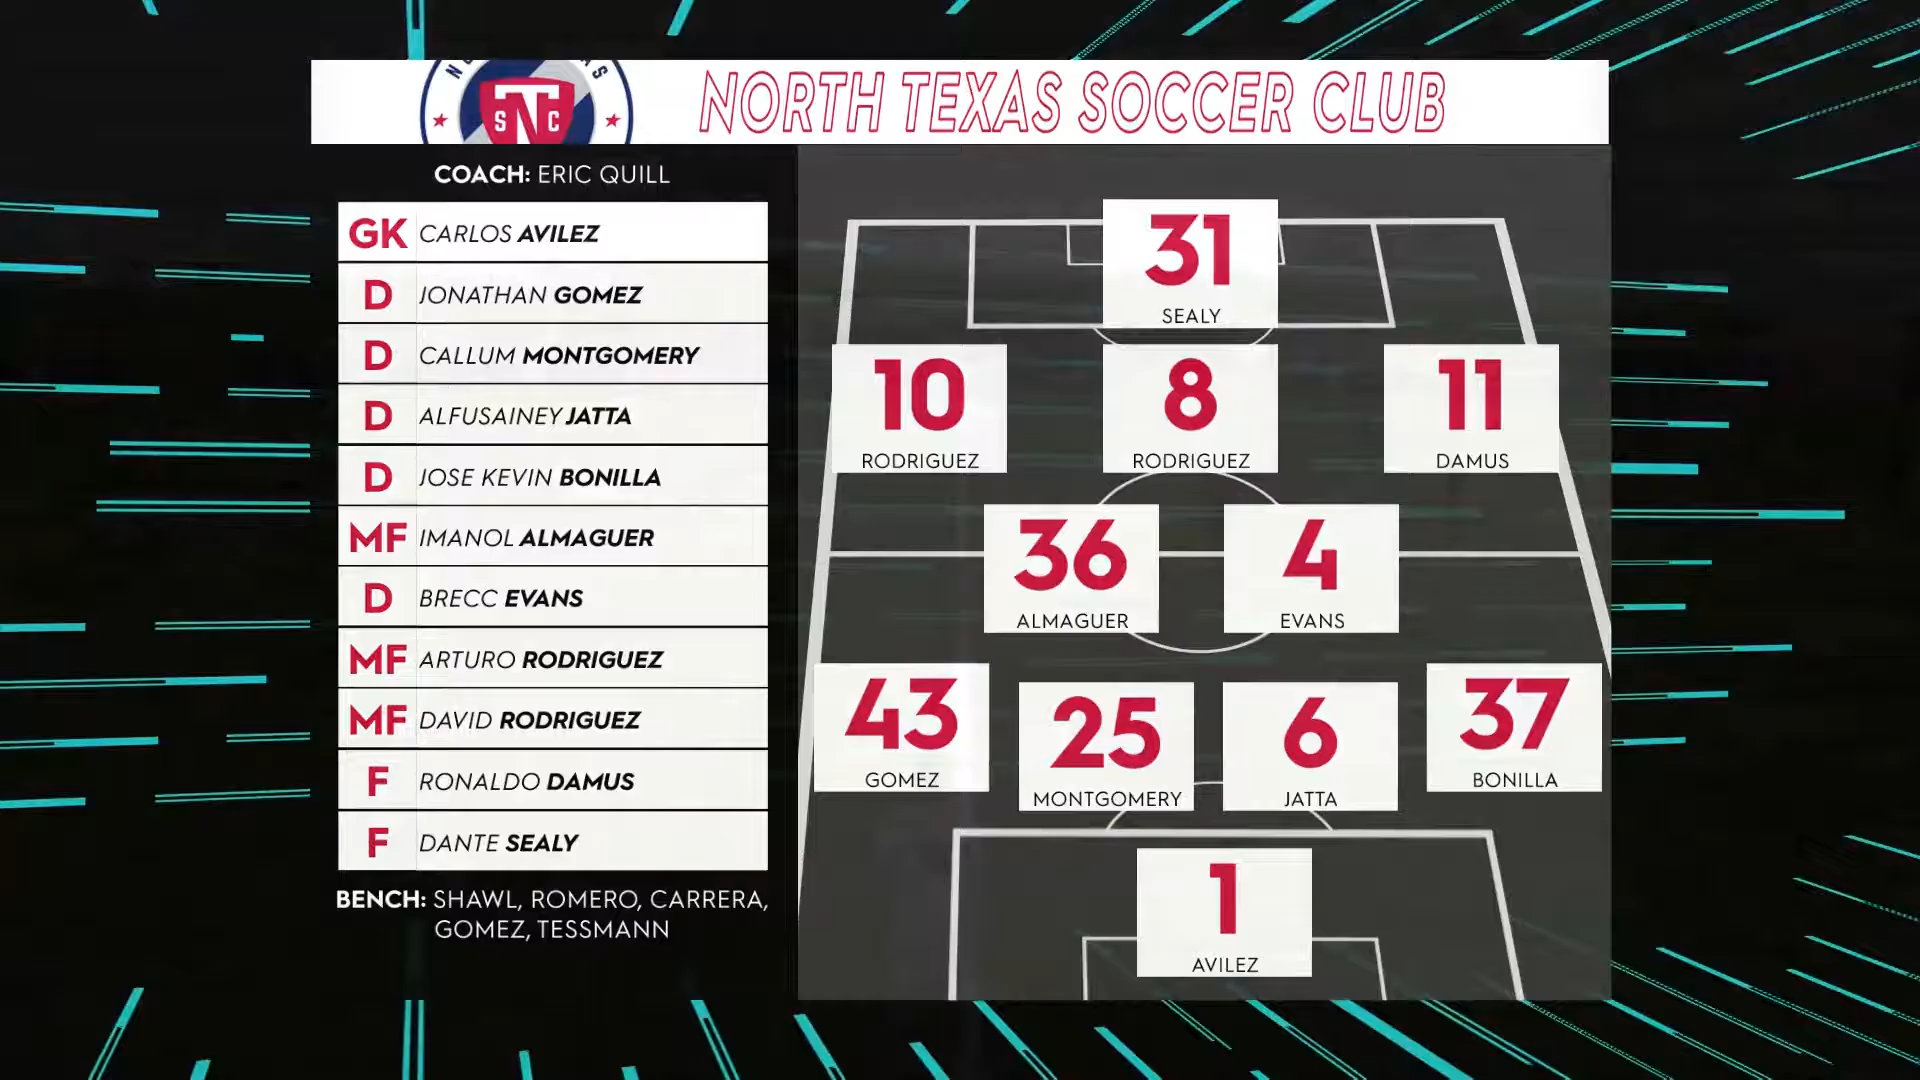 NORTH TEXAS SOCCER CLUB
SNC
COACH: ERIC QUILL
GK CARLOS AVILEZ
D JONATHAN GOMEZ
D CALLUM MONTGOMERY
D ALFUSAINEY JATTA
D JOSE KEVIN BONILLA
MF IMANOL ALMAGUER
D BRECC EVANS
MF ARTURO RODRIGUEZ
MF DAVID RODRIGUEZ
F RONALDO DAMUS
F DANTE SEALY
BENCH: SHAWL, ROMERO, CARRERA,
GOMEZ, TESSMANN
31
SEALY
10 8 11
RODRIGUEZ RODRIGUEZ DAMUS
36 4
ALMAGUER EVANS
43 25 6 37
GOMEZ MONTGOMERY JATTA BONILLA
1
AVILEZ